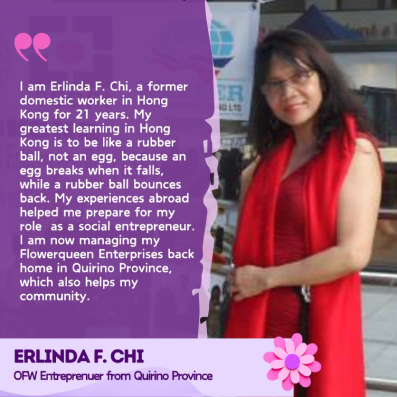 I am Erlinda F. Chi, a former
domestic worker in Hong
Kong for 21 years. My
greatest learning in Hong
Kong is to be like a rubber
ball, not an egg, because an
egg breaks when it falls,
while a rubber ball bounces
back. My experiences abroad
helped me prepare for my
role as a social entrepreneur.
I am now managing my
Flowerqueen Enterprises back
home in Quirino Province,
which also helps my
community.
ERLINDA F. CHI
OFW Entreprenuer from Quirino Province